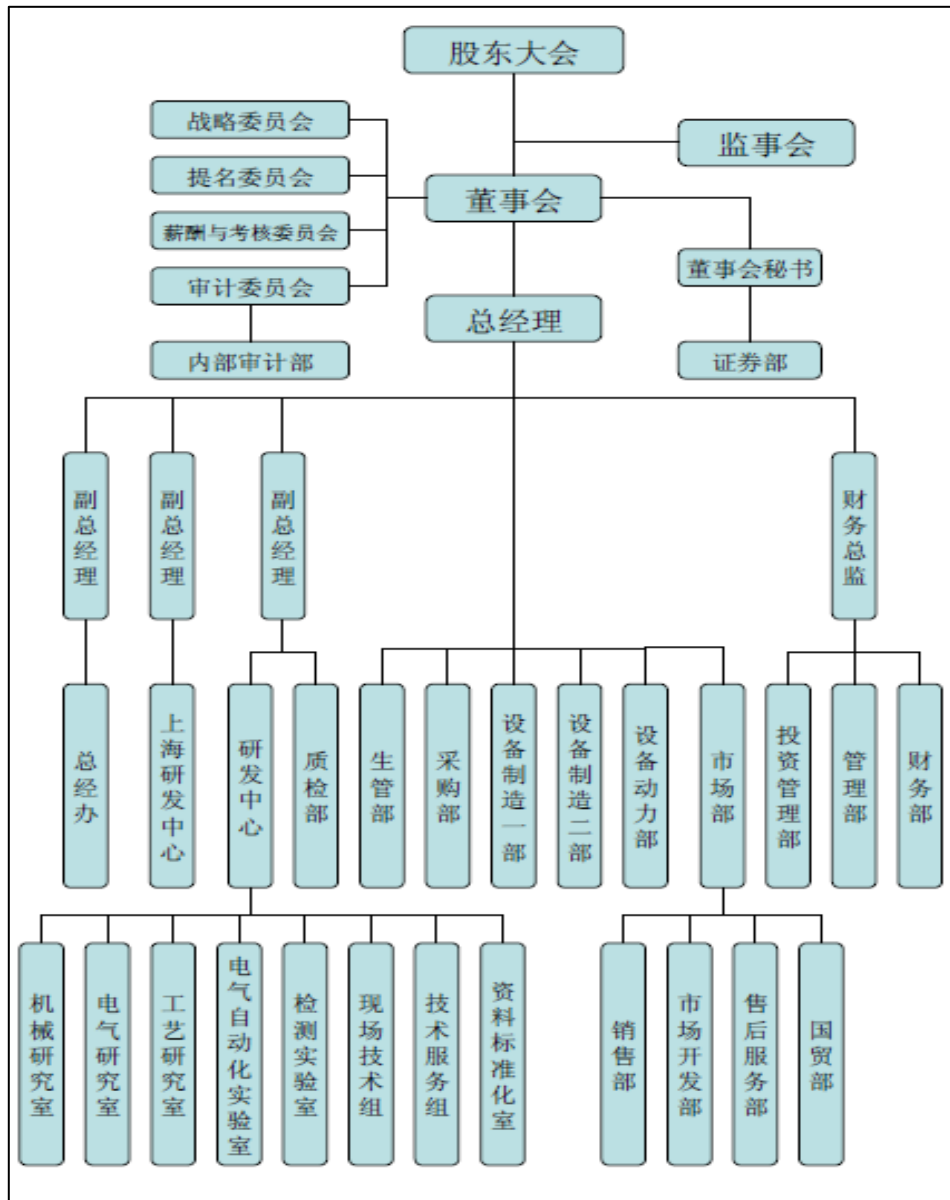 股东大会
战略委员会
监事会
提名委员会
董事会
薪酬与考核委员会
董事会秘书
审计委员会
总经理
内部审计部
证券部
副总经理
副总经理
副总经理
财务总监
总经办
上海研发中心
研发中心
质检部
生管部
采购部
设备制造一部
设备制造二部
设备动力部
市场部
投资管理部
管理部
财务部
机械研究室
电气研究室
工艺研究室
电气自动化实验室
检测实验室
现场技术组
技术服务组
资料标准化室
销售部
市场开发部
售后服务部
国贸部